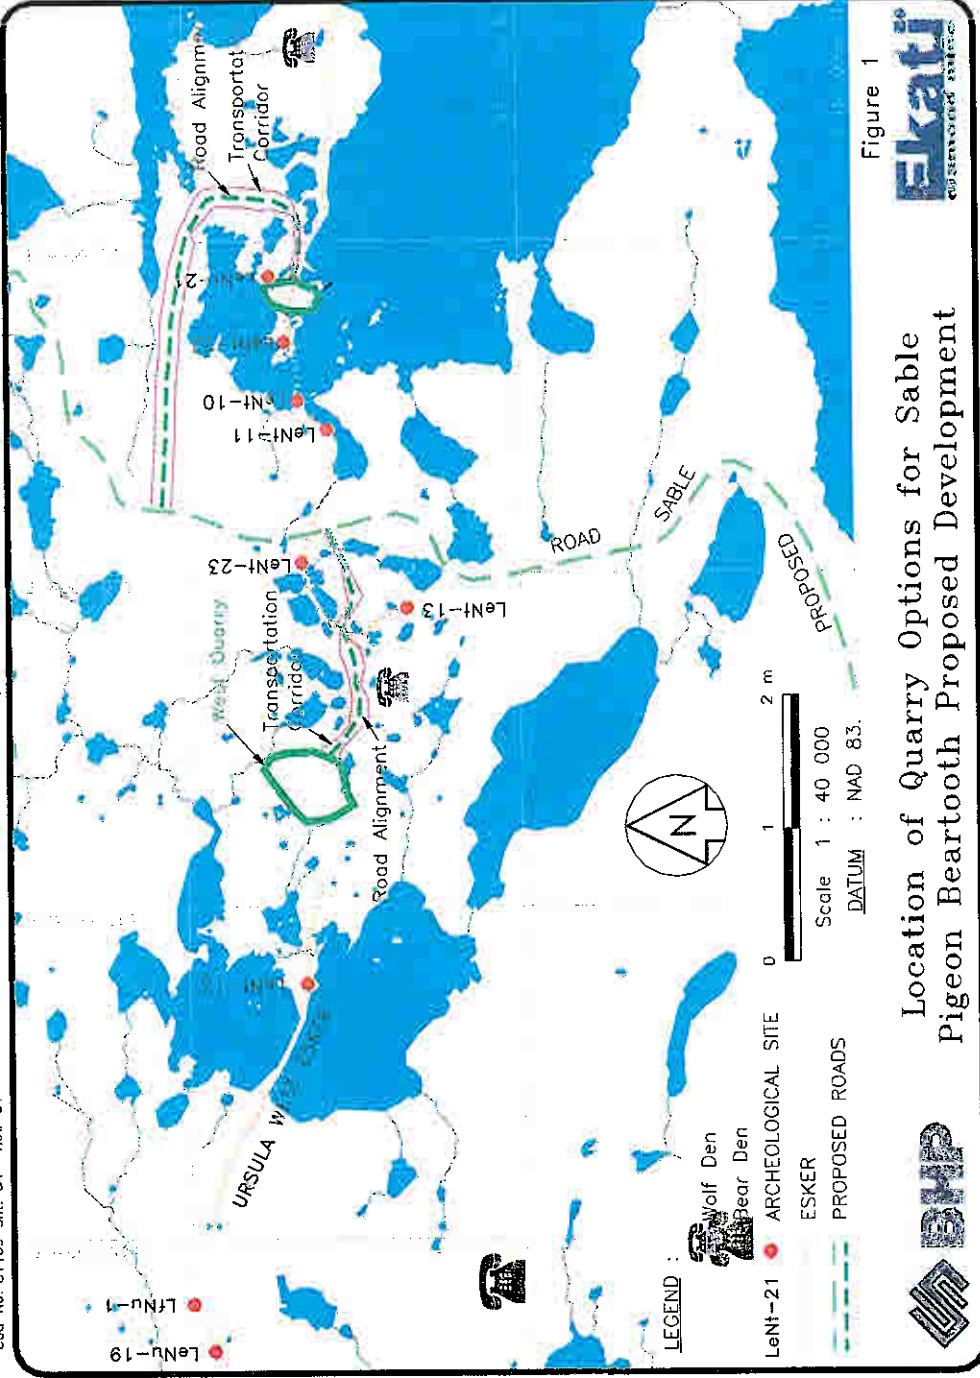 LfNu-1
LeNu-19
URSULA
West Quarry
Transportation
Corridor
Road Alignment
LeNt-23
LeNt-13
LeNt-11
LeNt-10
LeNt-21
Road Alignme
Transportat
Corridor
ROAD
SABLE
PROPOSED
N
0 1 2 m
Scale 1 : 40 000
DATUM : NAD 83.
LEGEND :
Wolf Den
Bear Den
LeNt-21 ARCHEOLOGICAL SITE
ESKER
PROPOSED ROADS
BHP
Location of Quarry Options for Sable
Pigeon Beartooth Proposed Development
Figure 1
Ekati